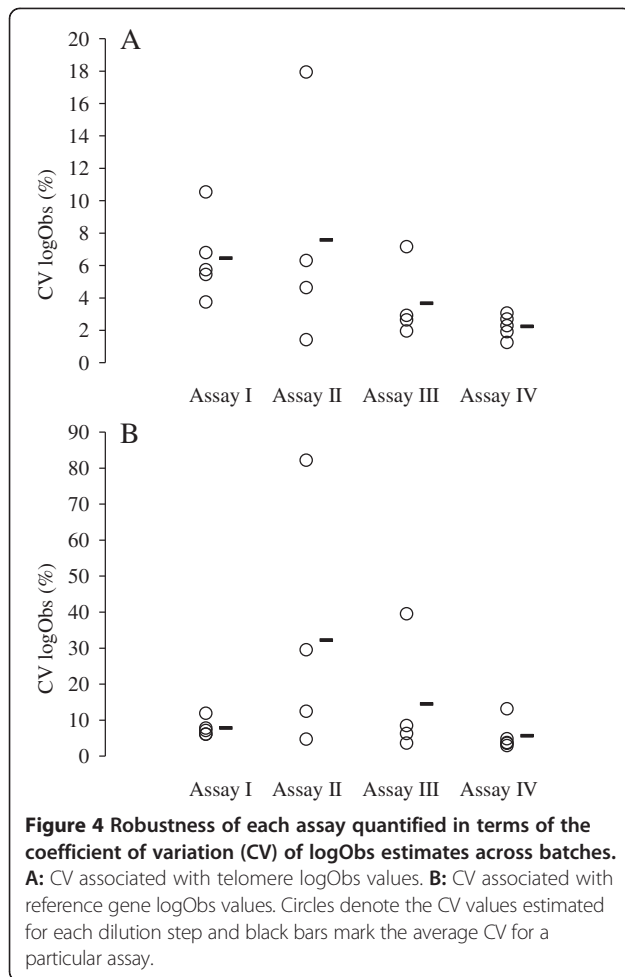 A
20
18
16
14
12
10
8
6
4
2
0
CV logObs (%)
Assay I Assay II Assay III Assay IV
B
90
80
70
60
50
40
30
20
10
0
CV logObs (%)
Assay I Assay II Assay III Assay IV
Figure 4 Robustness of each assay quantified in terms of the
coefficient of variation (CV) of logObs estimates across batches.
A: CV associated with telomere logObs values. B: CV associated with
reference gene logObs values. Circles denote the CV values estimated
for each dilution step and black bars mark the average CV for a
particular assay.